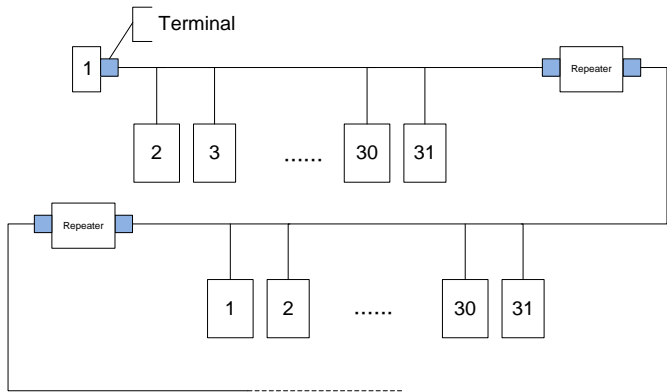 Terminal
1
Repeater
2 3 ...... 30 31
Repeater
1 2 ...... 30 31